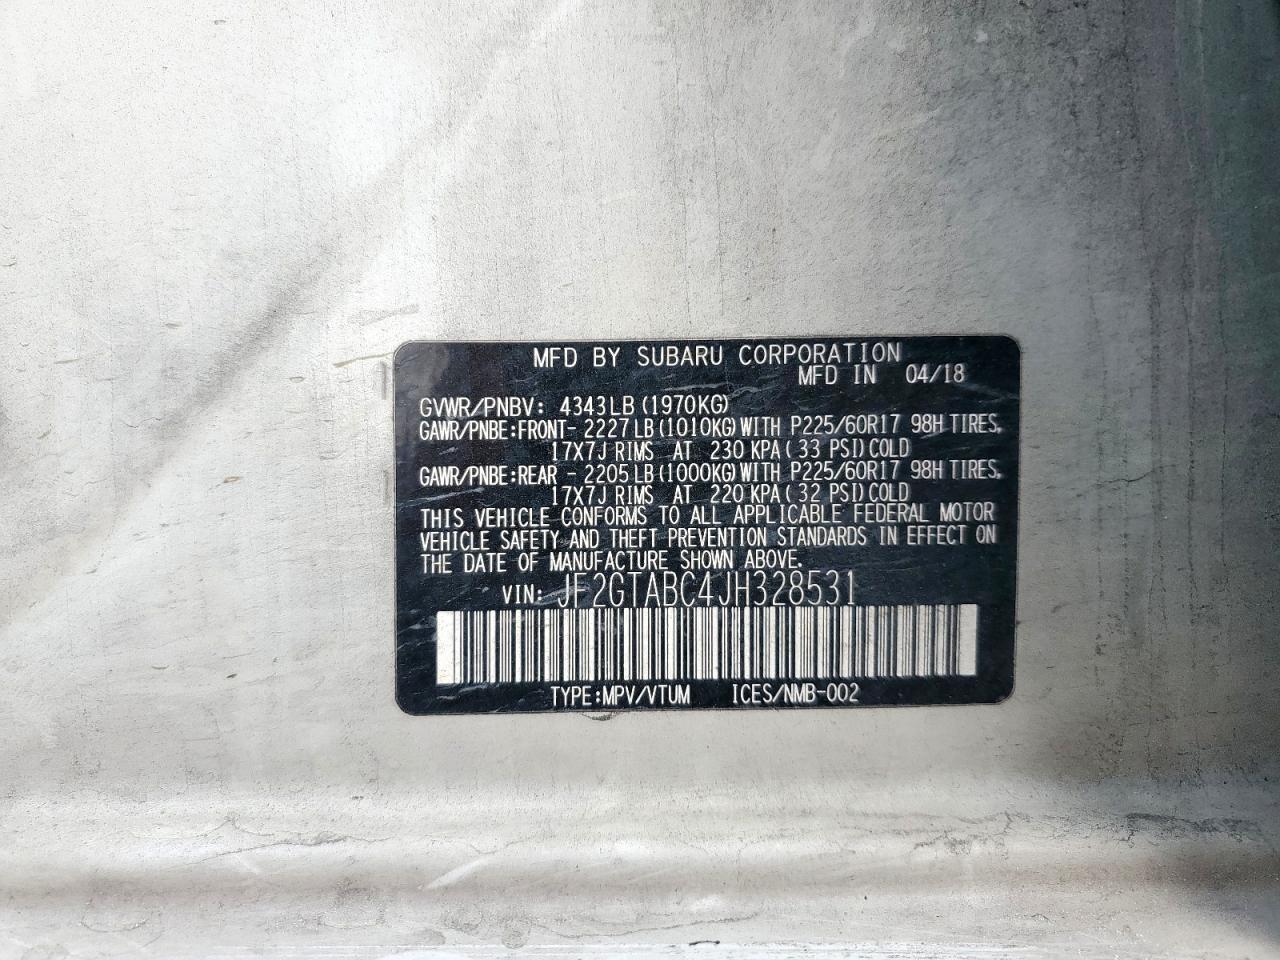 MFD BY SUBARU CORPORATION
MFD IN 04/18
GVWR/PNBV: 4343LB(1970KG)
GAWR/PNBE:FRONT- 2227LB(1010KG)WITH P225/60R17 98H TIRES,
17X7J RIMS AT 230 KPA( 33 PSI)COLD
GAWR/PNBE:REAR - 2205LB(1000KG)WITH P225/60R17 98H TIRES,
17X7J RIMS AT 220 KPA( 32 PSI)COLD
THIS VEHICLE CONFORMS TO ALL APPLICABLE FEDERAL MOTOR
VEHICLE SAFETY AND THEFT PREVENTION STANDARDS IN EFFECT ON
THE DATE OF MANUFACTURE SHOWN ABOVE.
VIN: JF2GTABC4JH328531
TYPE:MPV/VTUM ICES/NMB-002